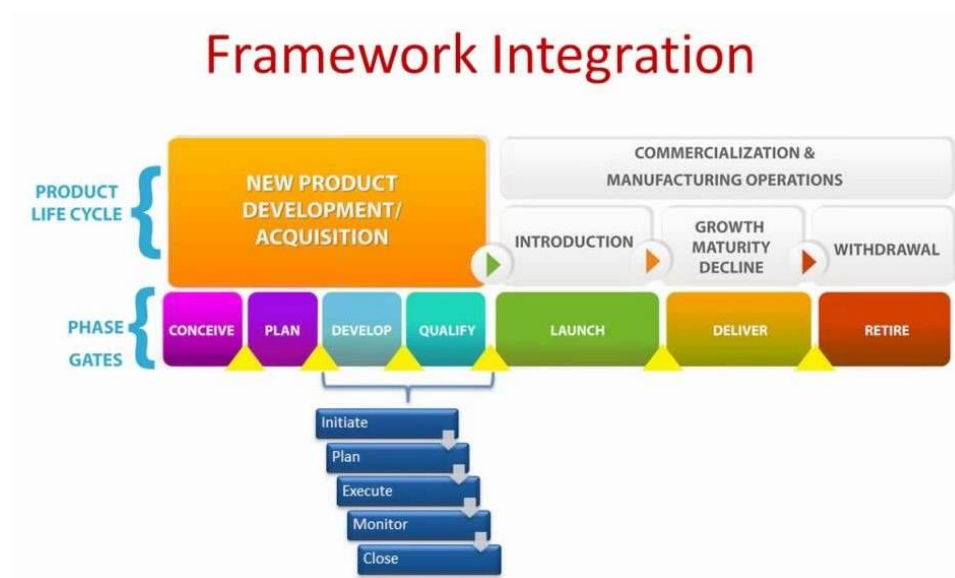 Framework Integration
PRODUCT
LIFE CYCLE
NEW PRODUCT
DEVELOPMENT/
ACQUISITION
COMMERCIALIZATION &
MANUFACTURING OPERATIONS
INTRODUCTION
GROWTH
MATURITY
DECLINE
WITHDRAWAL
PHASE
GATES
CONCEIVE
PLAN
DEVELOP
QUALIFY
LAUNCH
DELIVER
RETIRE
Initiate
Plan
Execute
Monitor
Close